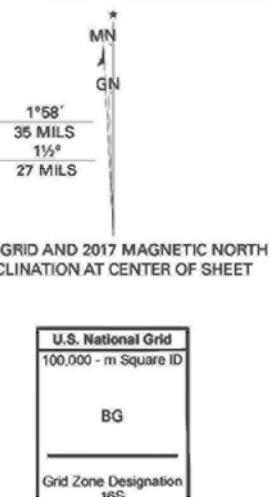 ★
MN
GN
1°58´
35 MILS
1½°
27 MILS
GRID AND 2017 MAGNETIC NORTH
CLINATION AT CENTER OF SHEET
U.S. National Grid
100,000 - m Square ID
BG
Grid Zone Designation
16S